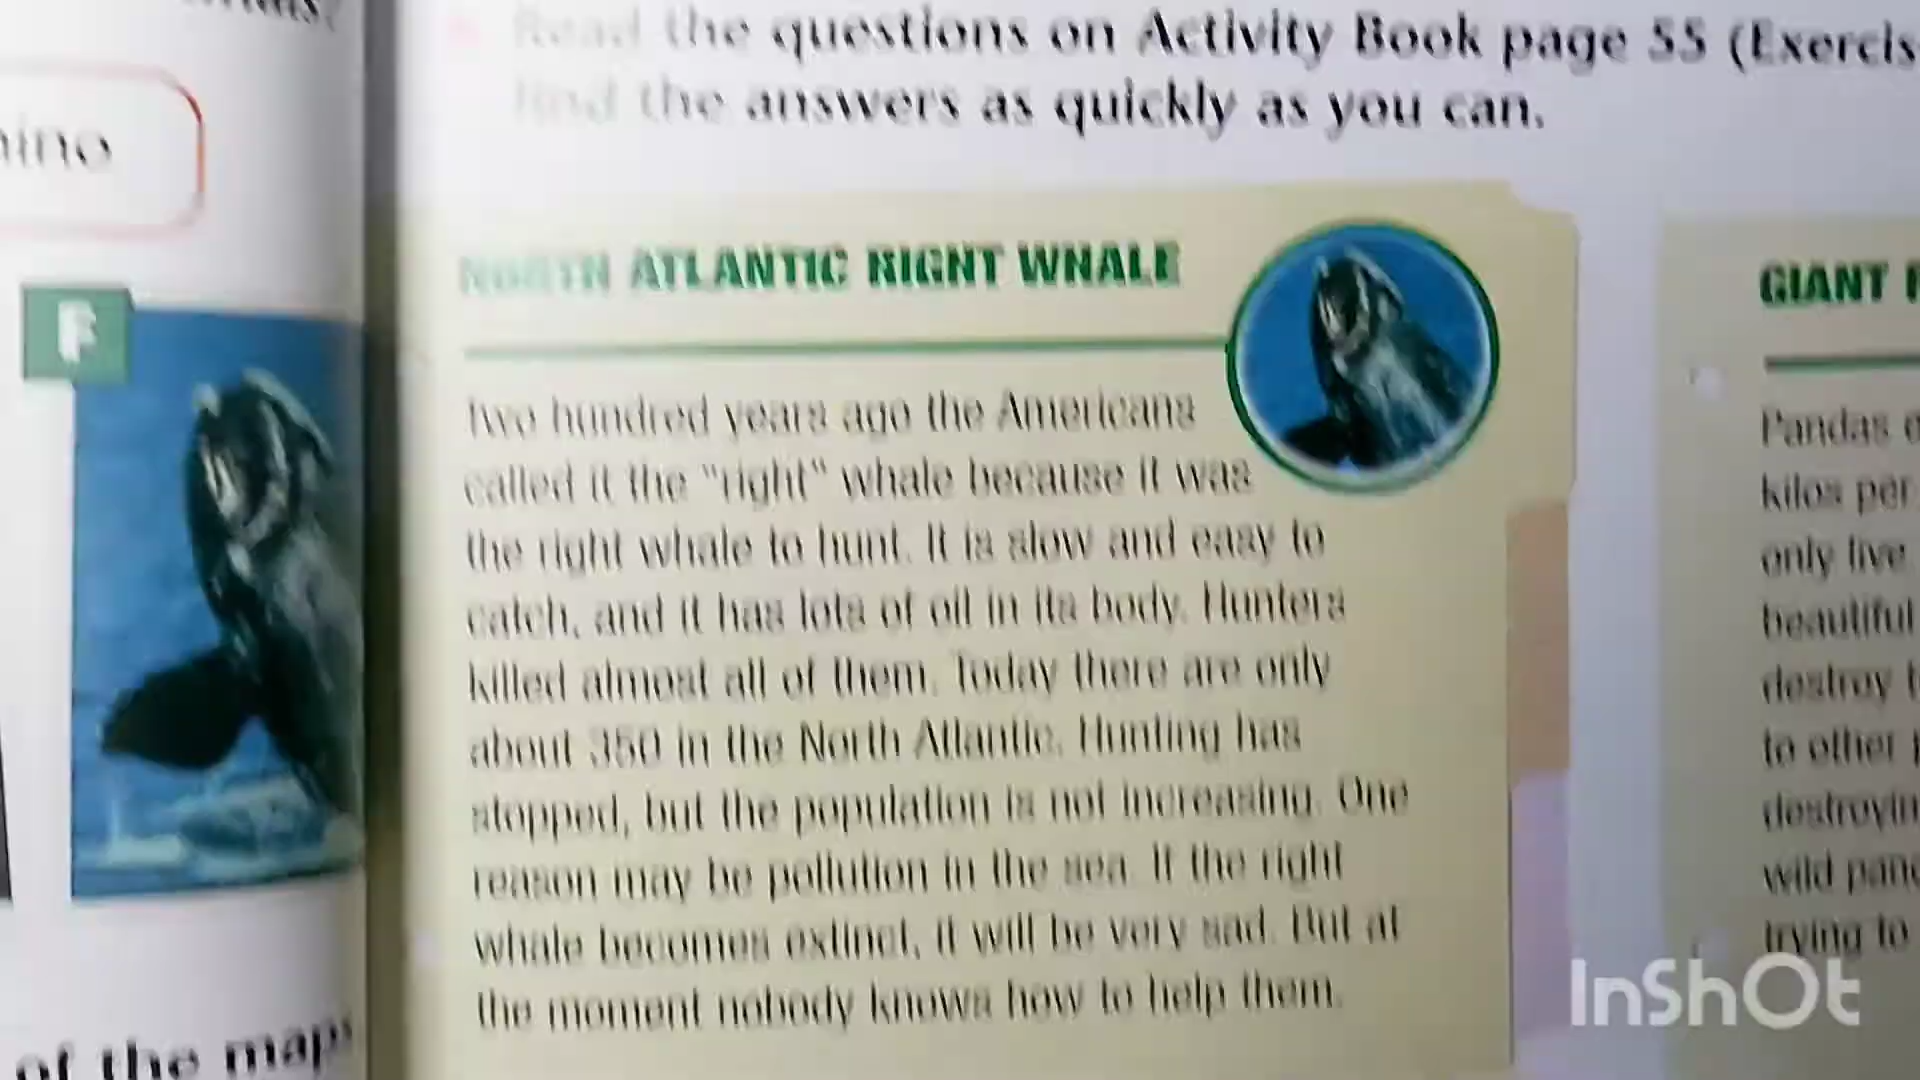 Read the questions on Activity Book page 55 (Exercis
find the answers as quickly as you can.
nino
F
of the map
NORTH ATLANTIC RIGHT WHALE
Two hundred years ago the Americans
called it the "right" whale because it was
the right whale to hunt. It is slow and easy to
catch, and it has lots of oil in its body. Hunters
killed almost all of them. Today there are only
about 350 in the North Atlantic. Hunting has
stopped, but the population is not increasing. One
reason may be pollution in the sea. If the right
whale becomes extinct, it will be very sad. But at
the moment nobody knows how to help them.
GIANT
Pandas
kilos per
only live
beautiful
destroy
to other
destroyin
wild pand
trying to
InShOt